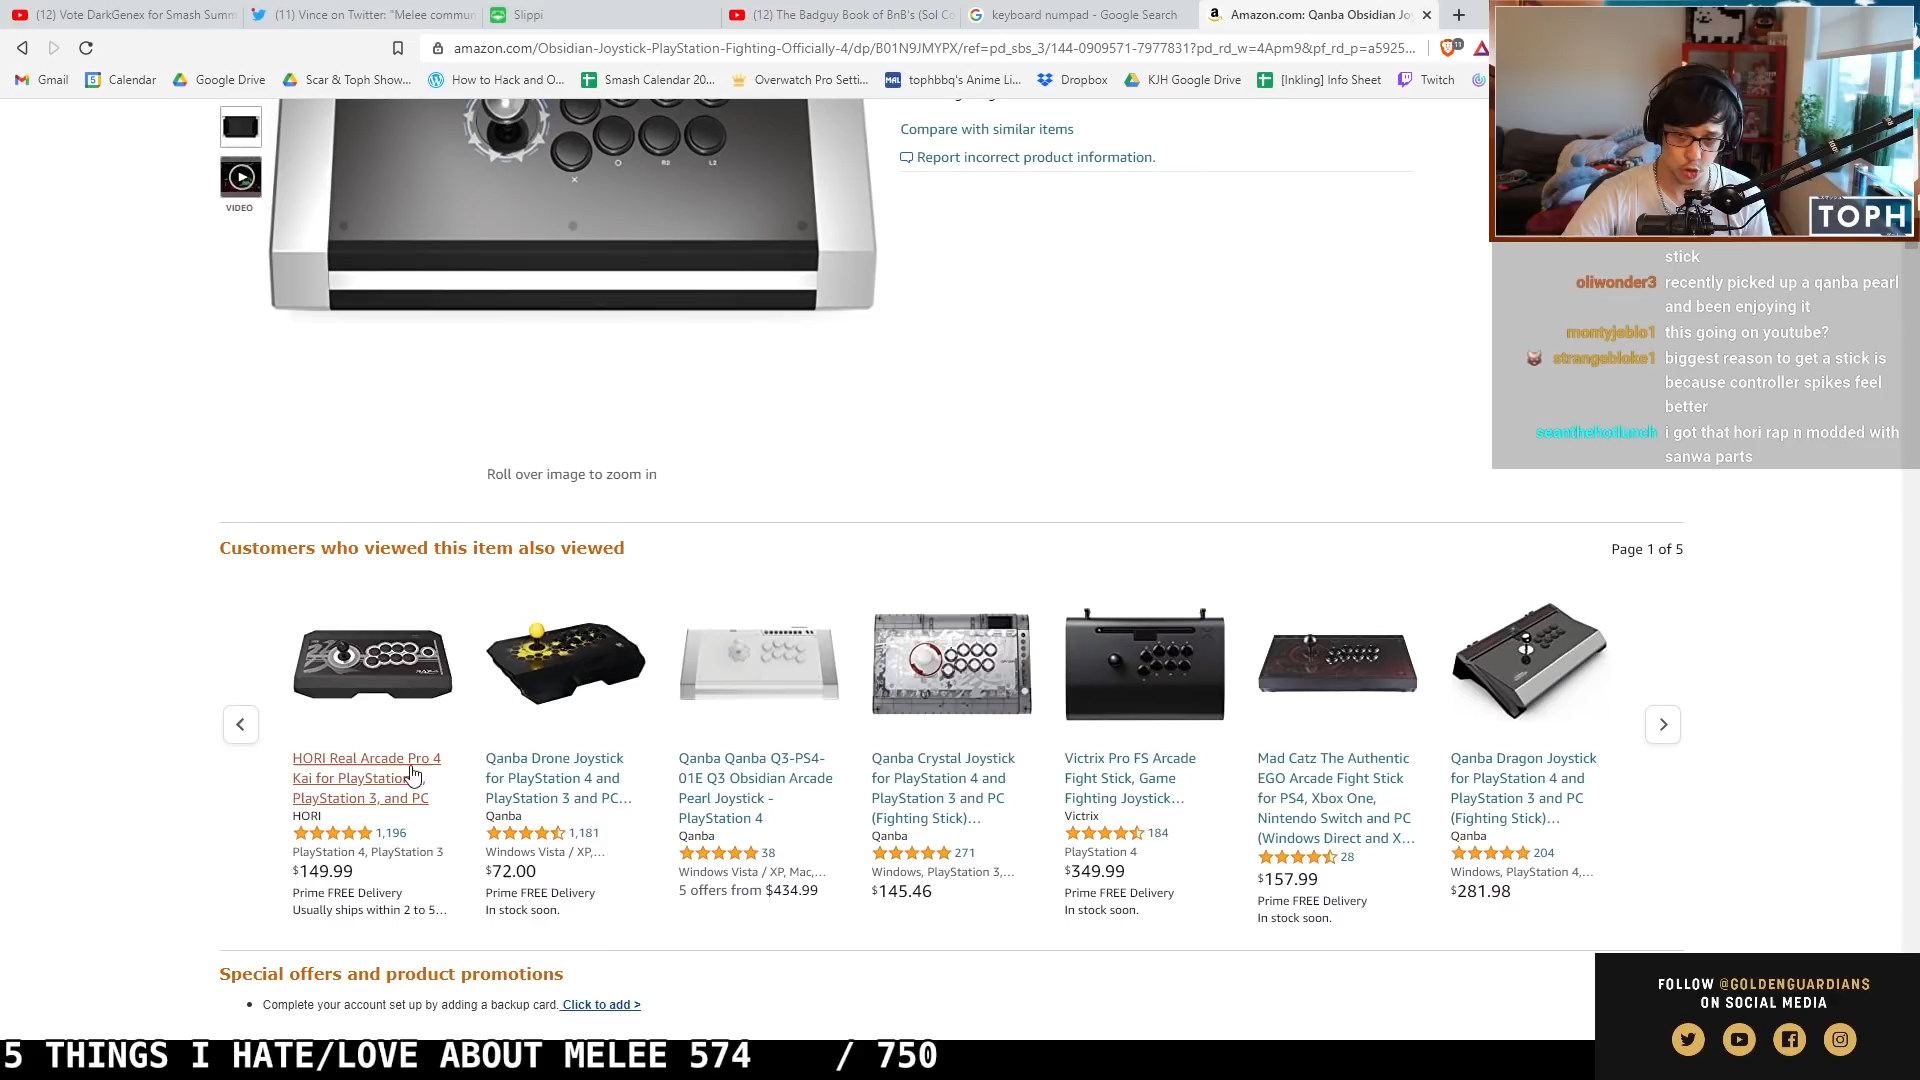 (12) Vote DarkGenex for Smash Summ
(11) Vince on Twitter: "Melee commun
Slippi
(12) The Badguy Book of BnB's (Sol Co
keyboard numpad - Google Search
Amazon.com: Qanba Obsidian Joy
amazon.com/Obsidian-Joystick-PlayStation-Fighting-Officially-4/dp/B01N9JMYPX/ref=pd_sbs_3/144-0909571-7977831?pd_rd_w=4Apm9&pf_rd_p=a5925...
Gmail
Calendar
Google Drive
Scar & Toph Show...
How to Hack and O...
Smash Calendar 20...
Overwatch Pro Setti...
tophbbq's Anime Li...
Dropbox
KJH Google Drive
[Inkling] Info Sheet
Twitch
TOPH
Compare with similar items
Report incorrect product information.
VIDEO
R2
L2
stick
oliwonder3 recently picked up a qanba pearl
and been enjoying it
montyjeblo1 this going on youtube?
strangebloke1 biggest reason to get a stick is
because controller spikes feel
better
seanthehotlunch i got that hori rap n modded with
sanwa parts
Roll over image to zoom in
Customers who viewed this item also viewed
Page 1 of 5
HORI Real Arcade Pro 4
Kai for PlayStation 4,
PlayStation 3, and PC
HORI
1,196
PlayStation 4, PlayStation 3
$149.99
Prime FREE Delivery
Usually ships within 2 to 5...
Qanba Drone Joystick
for PlayStation 4 and
PlayStation 3 and PC...
Qanba
1,181
Windows Vista / XP,...
$72.00
Prime FREE Delivery
In stock soon.
Qanba Qanba Q3-PS4-
01E Q3 Obsidian Arcade
Pearl Joystick -
PlayStation 4
Qanba
38
Windows Vista / XP, Mac,...
5 offers from $434.99
Qanba Crystal Joystick
for PlayStation 4 and
PlayStation 3 and PC
(Fighting Stick)...
Qanba
271
Windows, PlayStation 3,...
$145.46
Victrix Pro FS Arcade
Fight Stick, Game
Fighting Joystick...
Victrix
184
PlayStation 4
$349.99
Prime FREE Delivery
In stock soon.
Mad Catz The Authentic
EGO Arcade Fight Stick
for PS4, Xbox One,
Nintendo Switch and PC
(Windows Direct and X...
28
$157.99
Prime FREE Delivery
In stock soon.
Qanba Dragon Joystick
for PlayStation 4 and
PlayStation 3 and PC
(Fighting Stick)...
Qanba
204
Windows, PlayStation 4,...
$281.98
Special offers and product promotions
Complete your account set up by adding a backup card. Click to add >
FOLLOW @GOLDENGUARDIANS
ON SOCIAL MEDIA
5 THINGS I HATE/LOVE ABOUT MELEE 574 / 750